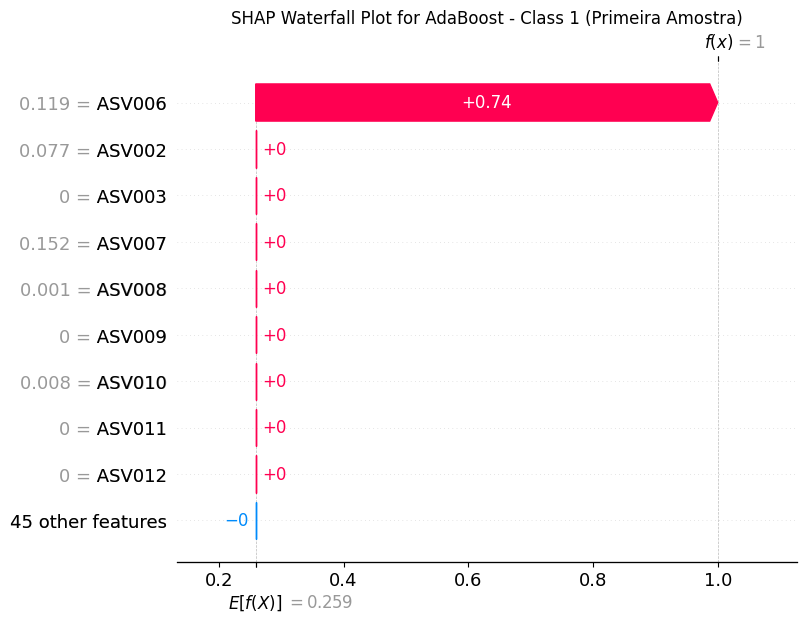 SHAP Waterfall Plot for AdaBoost - Class 1 (Primeira Amostra)
f(x) = 1
0.119 = ASV006 +0.74
0.077 = ASV002 +0
0 = ASV003 +0
0.152 = ASV007 +0
0.001 = ASV008 +0
0 = ASV009 +0
0.008 = ASV010 +0
0 = ASV011 +0
0 = ASV012 +0
45 other features −0
0.2 0.4 0.6 0.8 1.0
E[f(X)] = 0.259